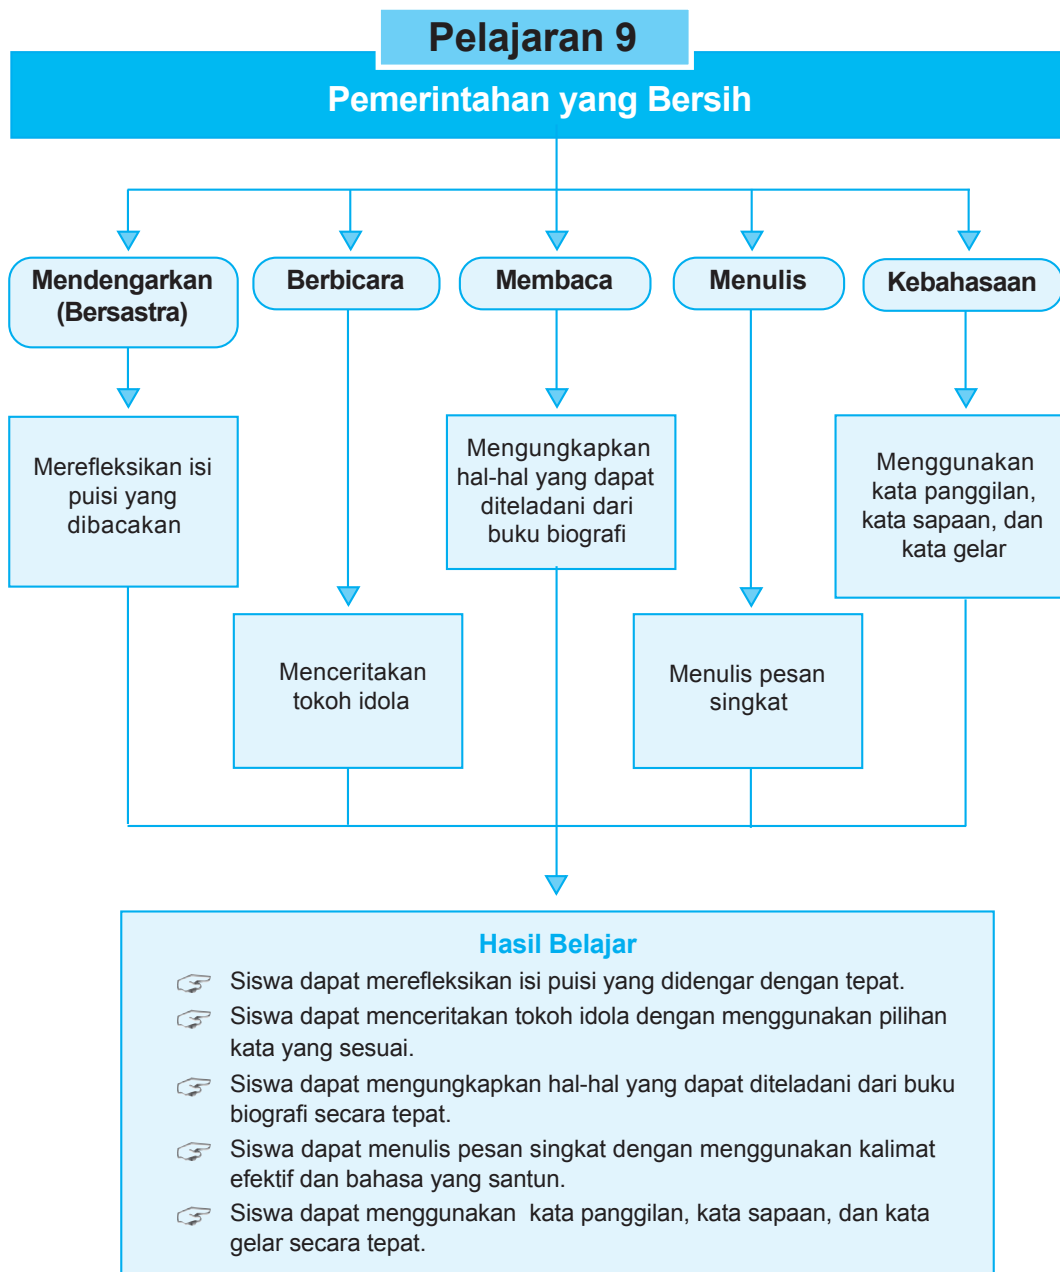 Pelajaran 9
Pemerintahan yang Bersih
Mendengarkan
(Bersastra)
Berbicara
Membaca
Menulis
Kebahasaan
Merefleksikan isi
puisi yang
dibacakan
Mengungkapkan
hal-hal yang dapat
diteladani dari
buku biografi
Menggunakan
kata panggilan,
kata sapaan, dan
kata gelar
Menceritakan
tokoh idola
Menulis pesan
singkat
Hasil Belajar
Siswa dapat merefleksikan isi puisi yang didengar dengan tepat.
Siswa dapat menceritakan tokoh idola dengan menggunakan pilihan
kata yang sesuai.
Siswa dapat mengungkapkan hal-hal yang dapat diteladani dari buku
biografi secara tepat.
Siswa dapat menulis pesan singkat dengan menggunakan kalimat
efektif dan bahasa yang santun.
Siswa dapat menggunakan kata panggilan, kata sapaan, dan kata
gelar secara tepat.